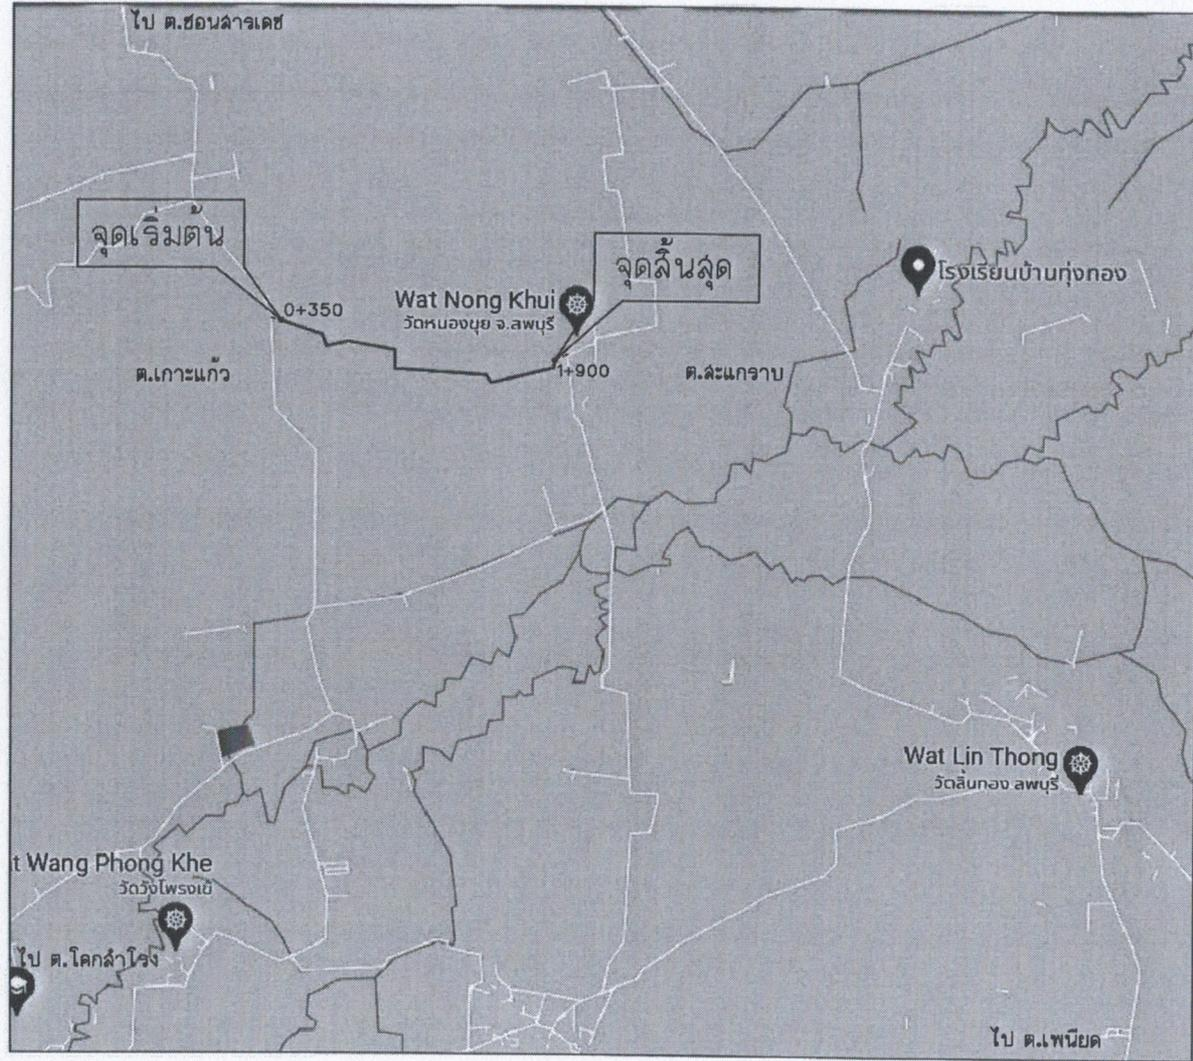 ไป ต.ฮอนสารเดช
จุดเริ่มต้น
จุดสิ้นสุด
โรงเรียนบ้านทุ่งทอง
0+350
Wat Nong Khui
วัดหนองขุย จ.ลพบุรี
ต.เกาะแก้ว
1+900
ต.สะแกราบ
Wat Lin Thong
วัดลิ้นทอง ลพบุรี
t Wang Phong Khe
วัดวังโพรงเข้
ไป ต.โคกลำโรง
ไป ต.เพนียด